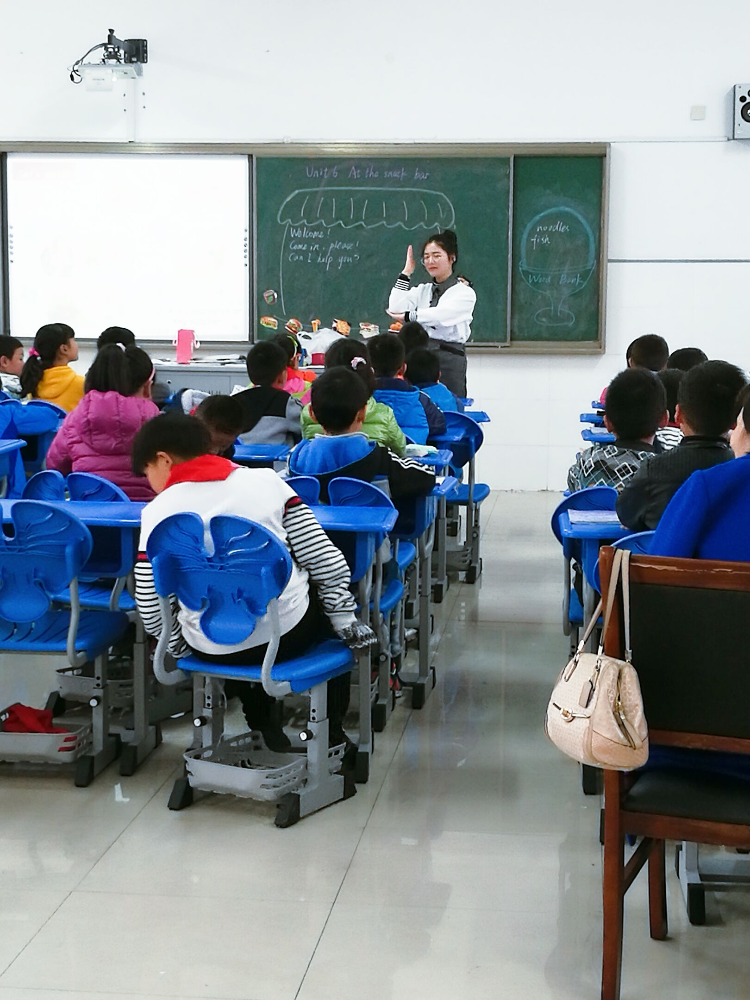 Unit 6 At the snack bar
Welcome!
Come in, please!
Can I help you?
noodles
fish
Word Bank